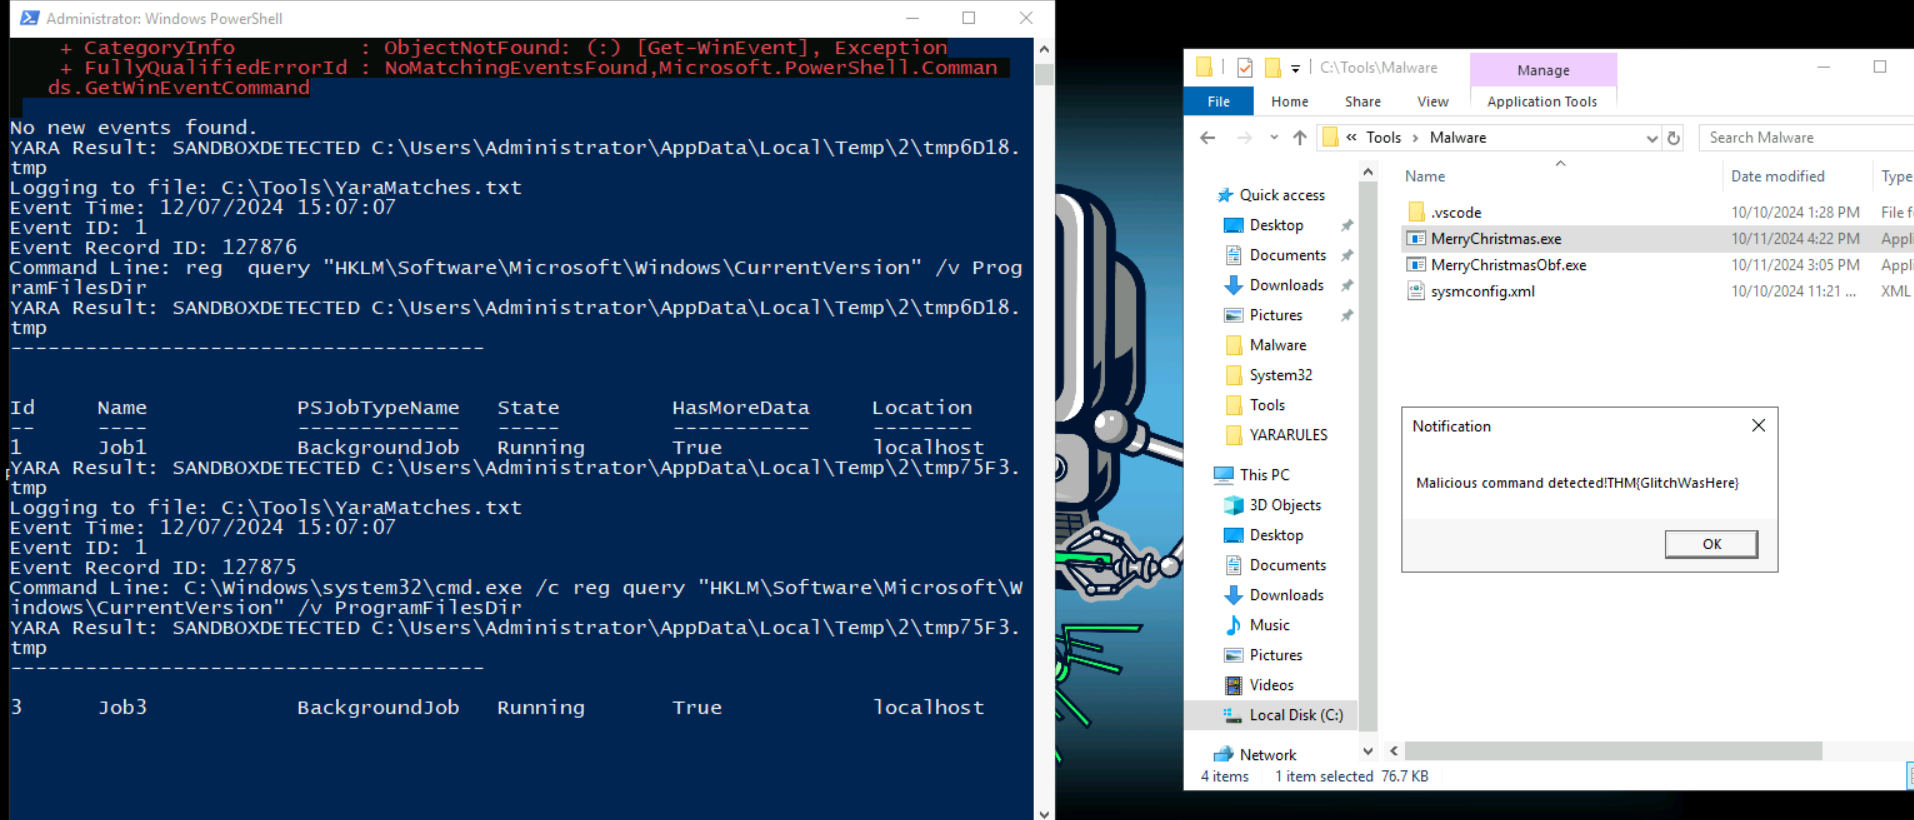 Administrator: Windows PowerShell
+ CategoryInfo          : ObjectNotFound: (:) [Get-WinEvent], Exception
+ FullyQualifiedErrorId : NoMatchingEventsFound,Microsoft.PowerShell.Comman
ds.GetWinEventCommand
No new events found.
YARA Result: SANDBOXDETECTED C:\Users\Administrator\AppData\Local\Temp\2\tmp6D18.
tmp
Logging to file: C:\Tools\YaraMatches.txt
Event Time: 12/07/2024 15:07:07
Event ID: 1
Event Record ID: 127876
Command Line: reg  query "HKLM\Software\Microsoft\Windows\CurrentVersion" /v Prog
ramFilesDir
YARA Result: SANDBOXDETECTED C:\Users\Administrator\AppData\Local\Temp\2\tmp6D18.
tmp
--------------------------------------
Id     Name            PSJobTypeName   State         HasMoreData     Location
--     ----            -------------   -----         -----------     --------
1      Job1            BackgroundJob   Running       True            localhost
YARA Result: SANDBOXDETECTED C:\Users\Administrator\AppData\Local\Temp\2\tmp75F3.
tmp
Logging to file: C:\Tools\YaraMatches.txt
Event Time: 12/07/2024 15:07:07
Event ID: 1
Event Record ID: 127875
Command Line: C:\Windows\system32\cmd.exe /c reg query "HKLM\Software\Microsoft\W
indows\CurrentVersion" /v ProgramFilesDir
YARA Result: SANDBOXDETECTED C:\Users\Administrator\AppData\Local\Temp\2\tmp75F3.
tmp
--------------------------------------
3      Job3            BackgroundJob   Running       True            localhost
C:\Tools\Malware
Manage
File Home Share View Application Tools
« Tools › Malware
Search Malware
Name Date modified Type
.vscode 10/10/2024 1:28 PM File f
MerryChristmas.exe 10/11/2024 4:22 PM Appli
MerryChristmasObf.exe 10/11/2024 3:05 PM Appli
sysmconfig.xml 10/10/2024 11:21 ... XML
Quick access
Desktop
Documents
Downloads
Pictures
Malware
System32
Tools
YARARULES
This PC
3D Objects
Desktop
Documents
Downloads
Music
Pictures
Videos
Local Disk (C:)
Network
4 items 1 item selected 76.7 KB
Notification
Malicious command detected!THM{GlitchWasHere}
OK